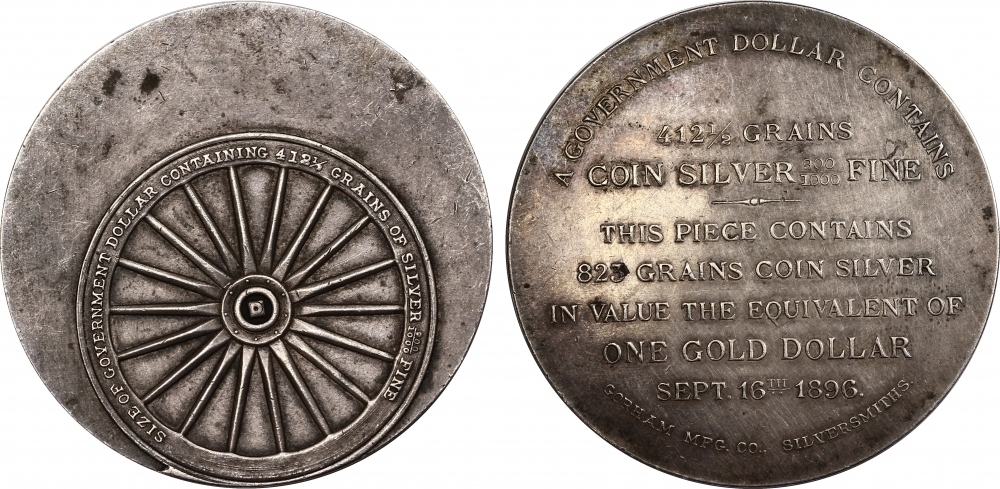 SIZE OF GOVERNMENT DOLLAR CONTAINING 412½ GRAINS OF SILVER 900/1000 FINE
D
A GOVERNMENT DOLLAR CONTAINS
412½ GRAINS
COIN SILVER 900/1000 FINE
THIS PIECE CONTAINS
823 GRAINS COIN SILVER
IN VALUE THE EQUIVALENT OF
ONE GOLD DOLLAR
SEPT. 16TH 1896.
GORHAM MFG. CO., SILVERSMITHS.